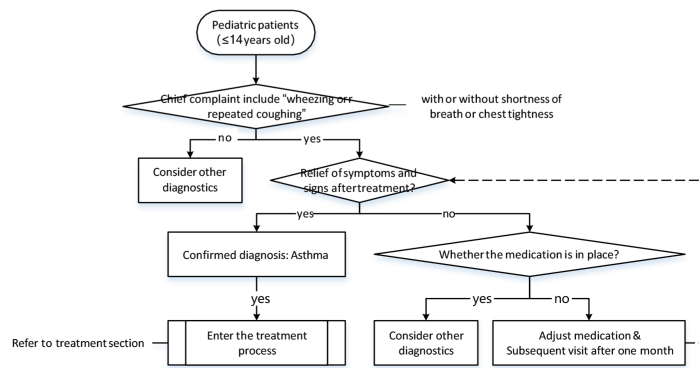 Pediatric patients
(≤14years old)
Chief complaint include “wheezing orr
repeated coughing”
with or without shortness of
breath or chest tightness
no
yes
Consider other
diagnostics
Relief of symptoms and
signs aftertreatment?
yes
no
Confirmed diagnosis: Asthma
Whether the medication is in place?
yes
yes
no
Refer to treatment section
Enter the treatment
process
Consider other
diagnostics
Adjust medication &
Subsequent visit after one month